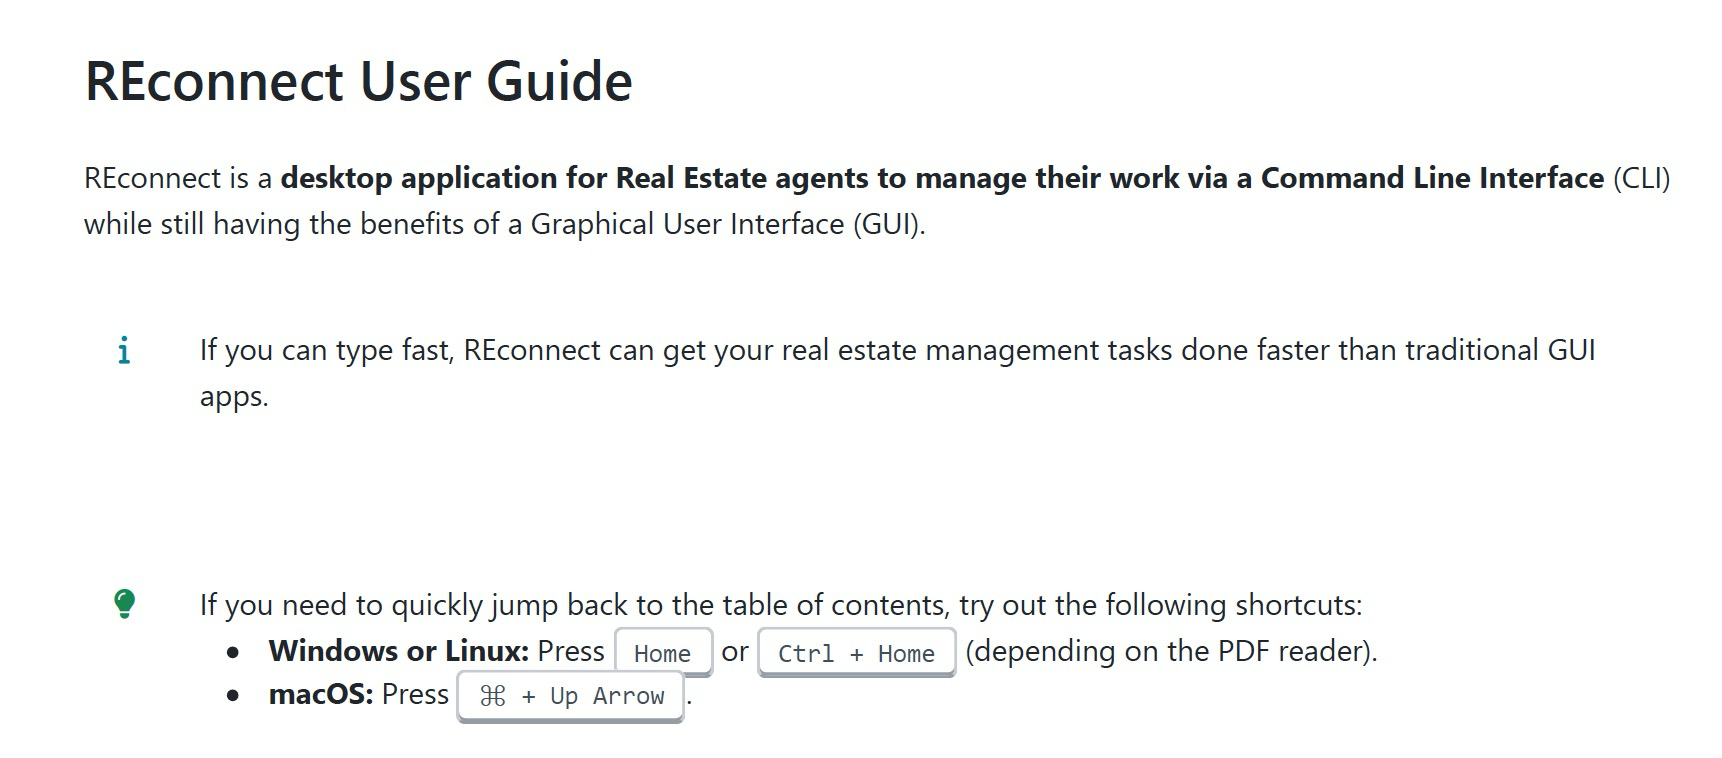 REconnect User Guide
REconnect is a desktop application for Real Estate agents to manage their work via a Command Line Interface (CLI)
while still having the benefits of a Graphical User Interface (GUI).
If you can type fast, REconnect can get your real estate management tasks done faster than traditional GUI
apps.
If you need to quickly jump back to the table of contents, try out the following shortcuts:
● Windows or Linux: Press Home or Ctrl + Home (depending on the PDF reader).
● macOS: Press ⌘ + Up Arrow.